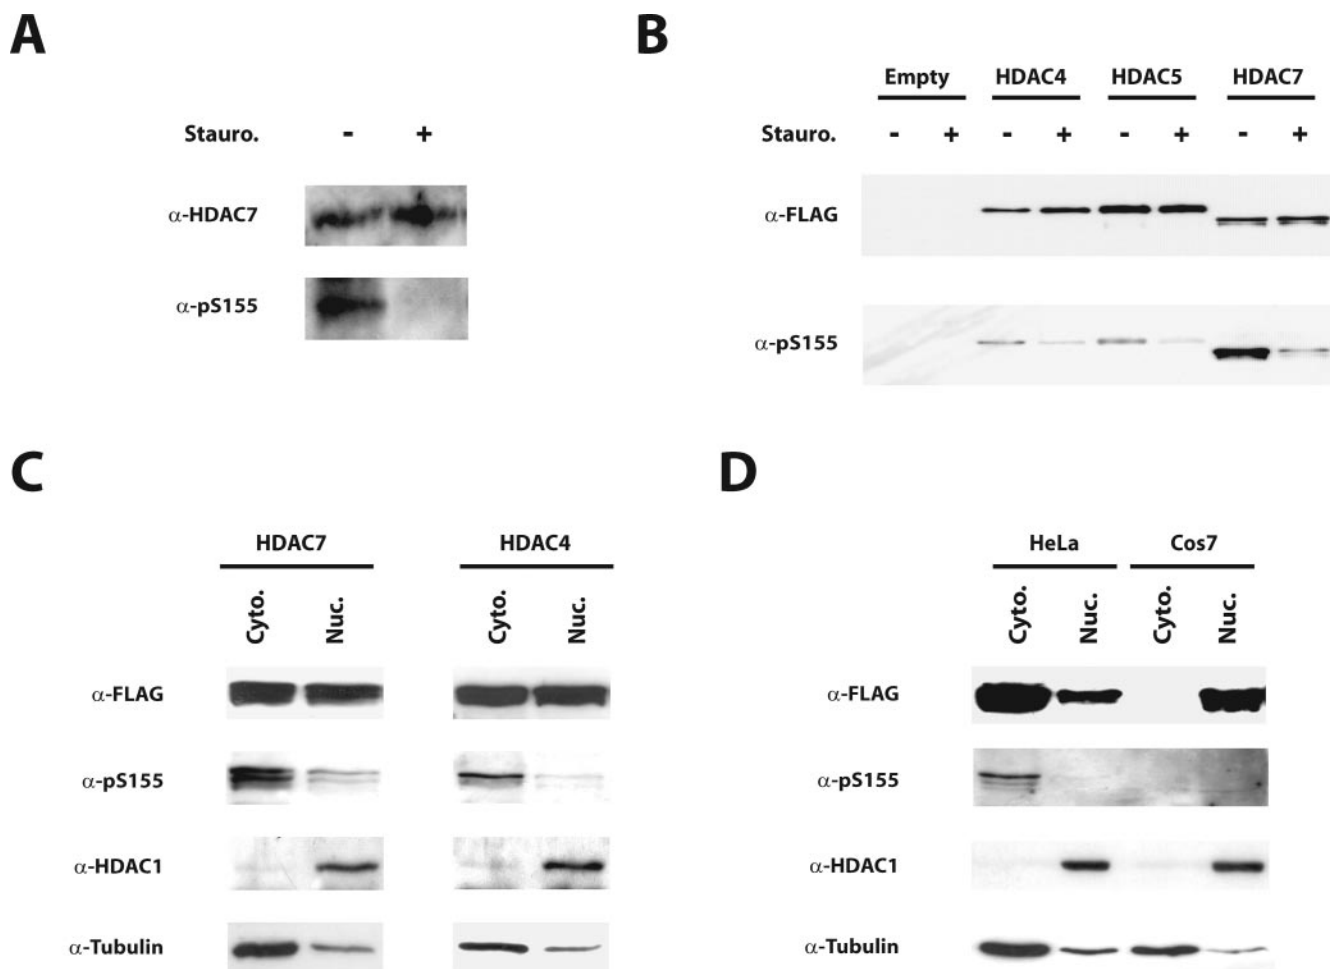 A
Stauro. - +
α-HDAC7
α-pS155
B
Empty HDAC4 HDAC5 HDAC7
Stauro. - + - + - + - +
α-FLAG
α-pS155
C
HDAC7 HDAC4
Cyto. Nuc. Cyto. Nuc.
α-FLAG
α-pS155
α-HDAC1
α-Tubulin
D
HeLa Cos7
Cyto. Nuc. Cyto. Nuc.
α-FLAG
α-pS155
α-HDAC1
α-Tubulin